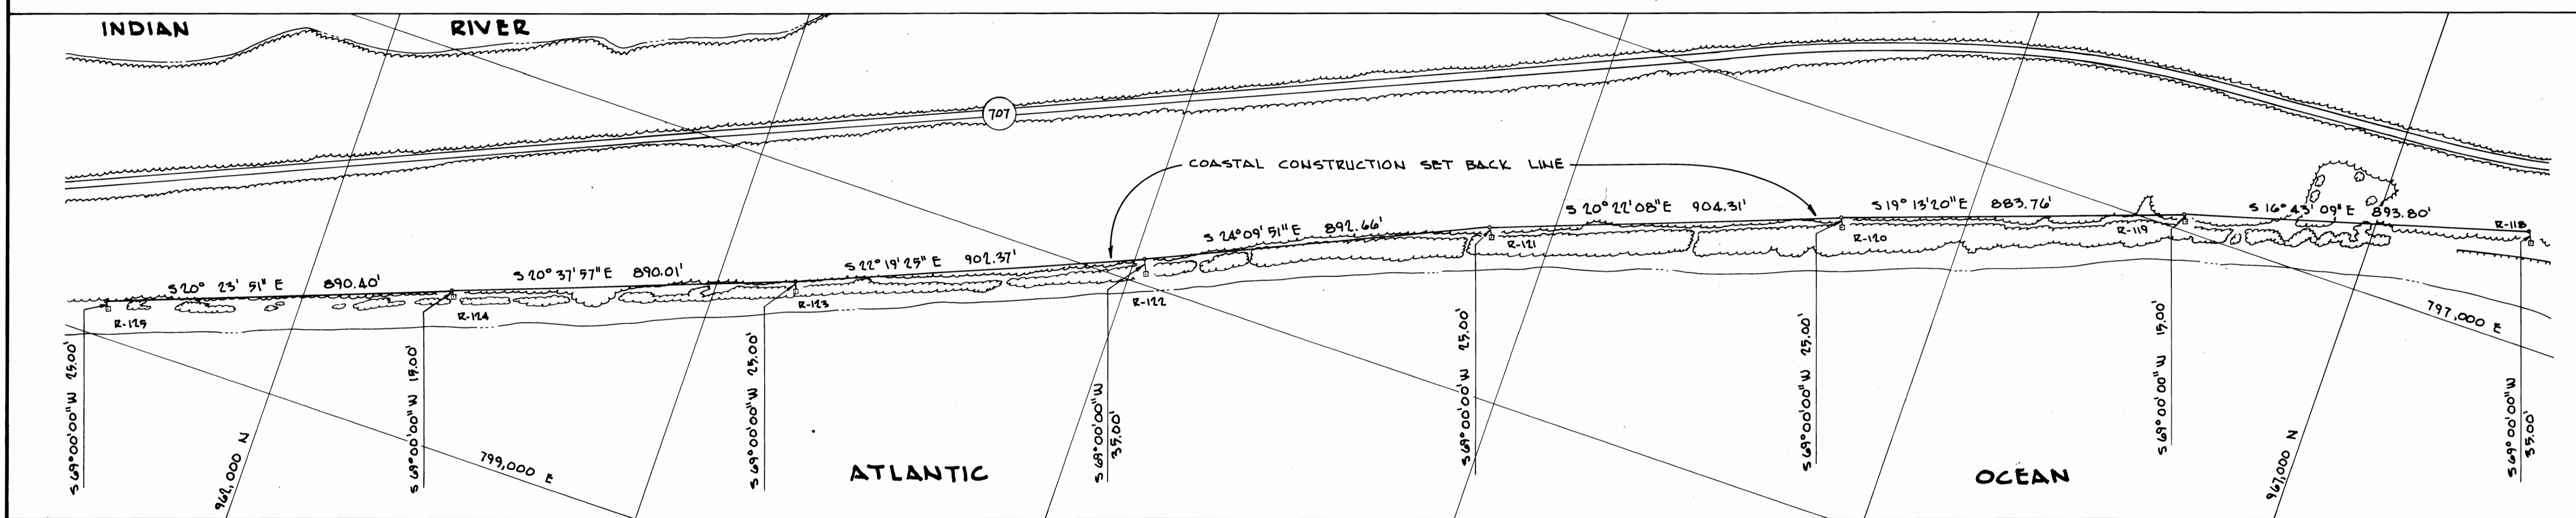 INDIAN RIVER
707
COASTAL CONSTRUCTION SET BACK LINE
S 20° 23' 51" E 890.40'
S 20° 37' 57" E 890.01'
S 22° 19' 25" E 902.37'
S 24° 09' 51" E 892.66'
S 20° 22' 08" E 904.31'
S 19° 13' 20" E 883.76'
S 16° 43' 09" E 893.80'
R-125
R-124
R-123
R-122
R-121
R-120
R-119
R-118
S 69° 00' 00" W 25.00'
S 69° 00' 00" W 15.00'
S 69° 00' 00" W 25.00'
S 69° 00' 00" W 35.00'
S 69° 00' 00" W 25.00'
S 69° 00' 00" W 25.00'
S 69° 00' 00" W 15.00'
S 69° 00' 00" W 35.00'
962,000 N
799,000 E
797,000 E
967,000 N
ATLANTIC OCEAN